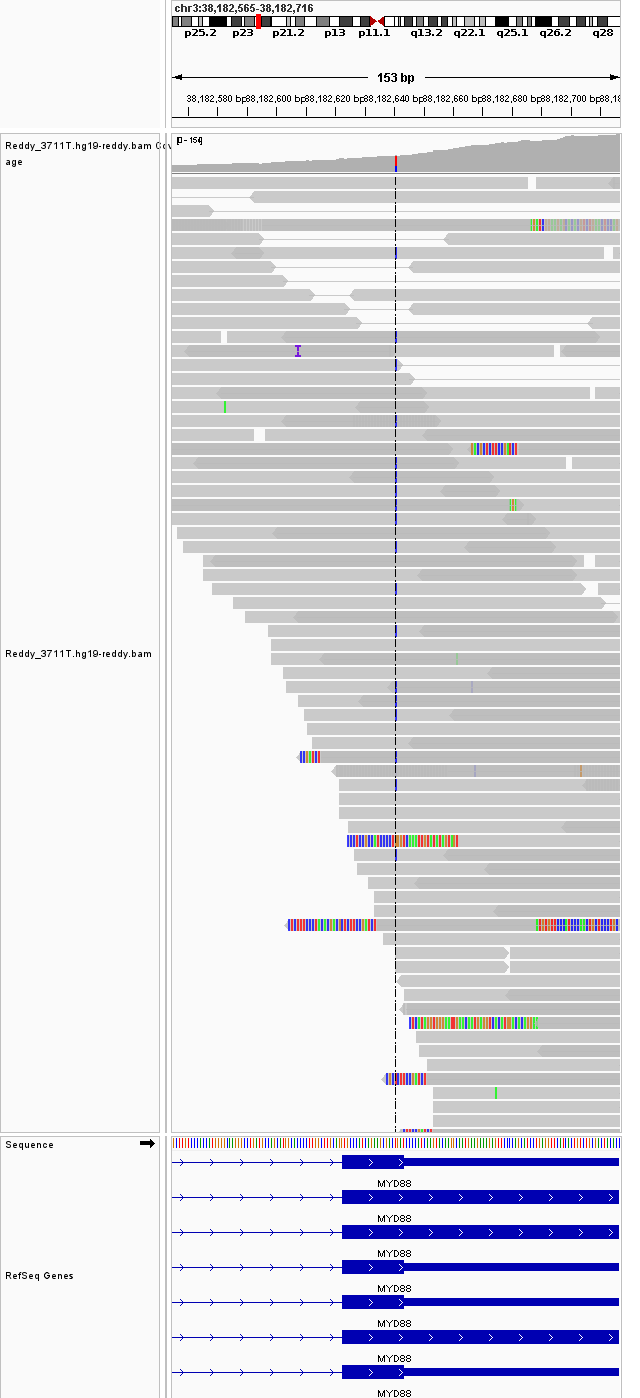 chr3:38,182,565-38,182,716
p25.2 p23 p21.2 p13 p11.1 q13.2 q22.1 q25.1 q26.2 q28
153 bp
38,182,580 bp 38,182,600 bp 38,182,620 bp 38,182,640 bp 38,182,660 bp 38,182,680 bp 38,182,700 bp
Reddy_3711T.hg19-reddy.bam Cov
age
[0 - 154]
I
Reddy_3711T.hg19-reddy.bam
Sequence
MYD88
MYD88
MYD88
RefSeq Genes
MYD88
MYD88
MYD88
MYD88